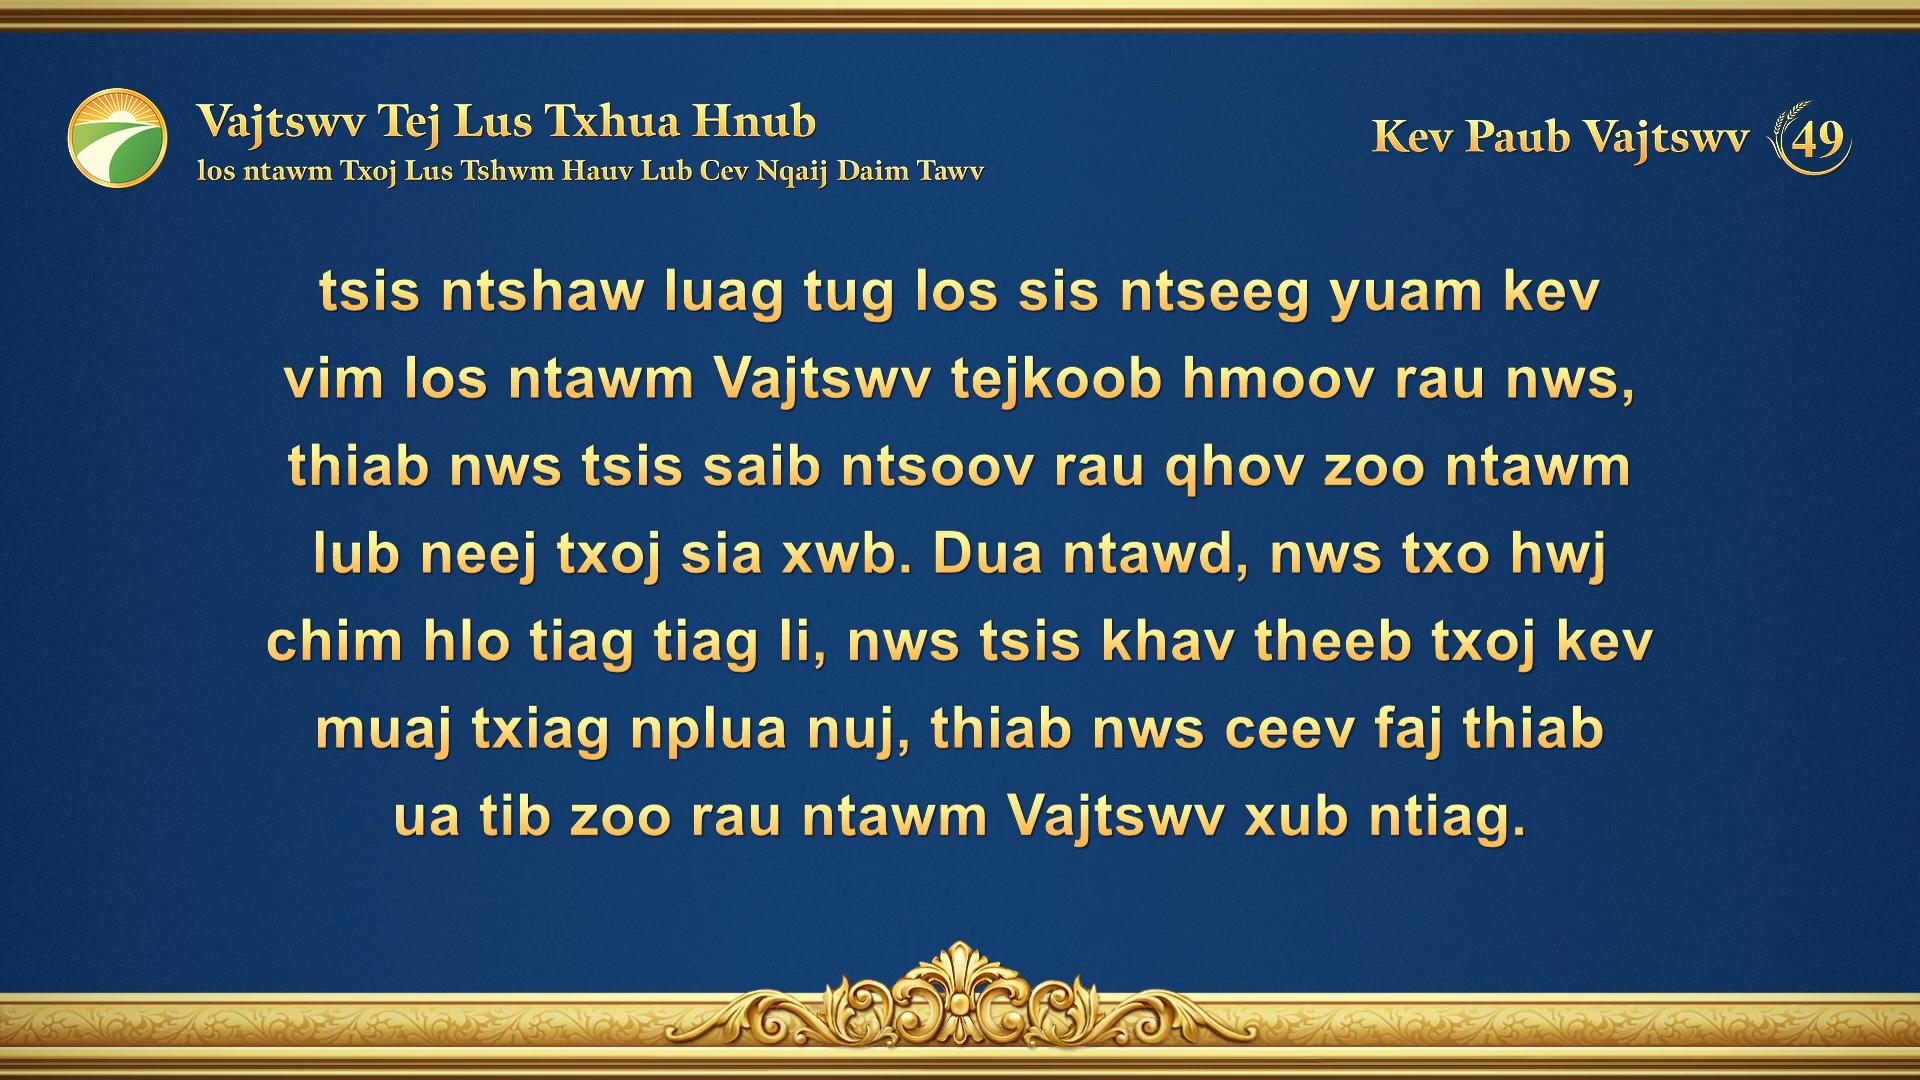 Vajtswv Tej Lus Txhua Hnub
los ntawm Txoj Lus Tshwm Hauv Lub Cev Nqaij Daim Tawv
Kev Paub Vajtswv 49
tsis ntshaw luag tug los sis ntseeg yuam kev
vim los ntawm Vajtswv tejkoob hmoov rau nws,
thiab nws tsis saib ntsoov rau qhov zoo ntawm
lub neej txoj sia xwb. Dua ntawd, nws txo hwj
chim hlo tiag tiag li, nws tsis khav theeb txoj kev
muaj txiag nplua nuj, thiab nws ceev faj thiab
ua tib zoo rau ntawm Vajtswv xub ntiag.